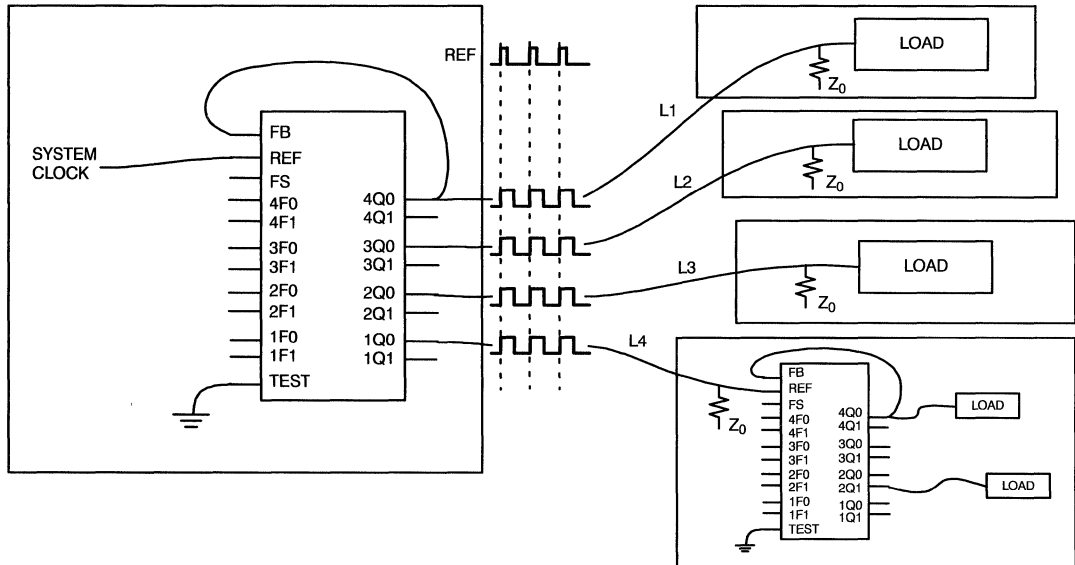 REF
SYSTEM
CLOCK
FB
REF
FS
4F0
4F1
3F0
3F1
2F0
2F1
1F0
1F1
TEST
4Q0
4Q1
3Q0
3Q1
2Q0
2Q1
1Q0
1Q1
L1
L2
L3
L4
LOAD
Z0
LOAD
Z0
LOAD
Z0
Z0
FB
REF
FS
4F0
4F1
3F0
3F1
2F0
2F1
1F0
1F1
TEST
4Q0
4Q1
3Q0
3Q1
2Q0
2Q1
1Q0
1Q1
LOAD
LOAD